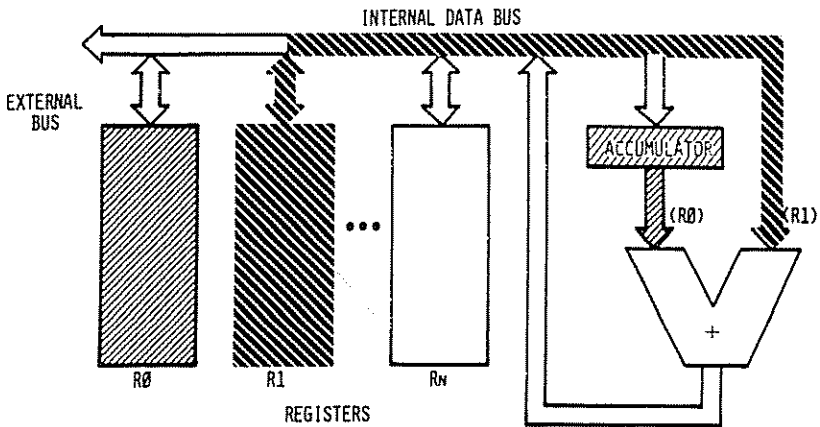 INTERNAL DATA BUS
EXTERNAL
BUS
ACCUMULATOR
(RØ)
(R1)
+
RØ
R1
RN
REGISTERS